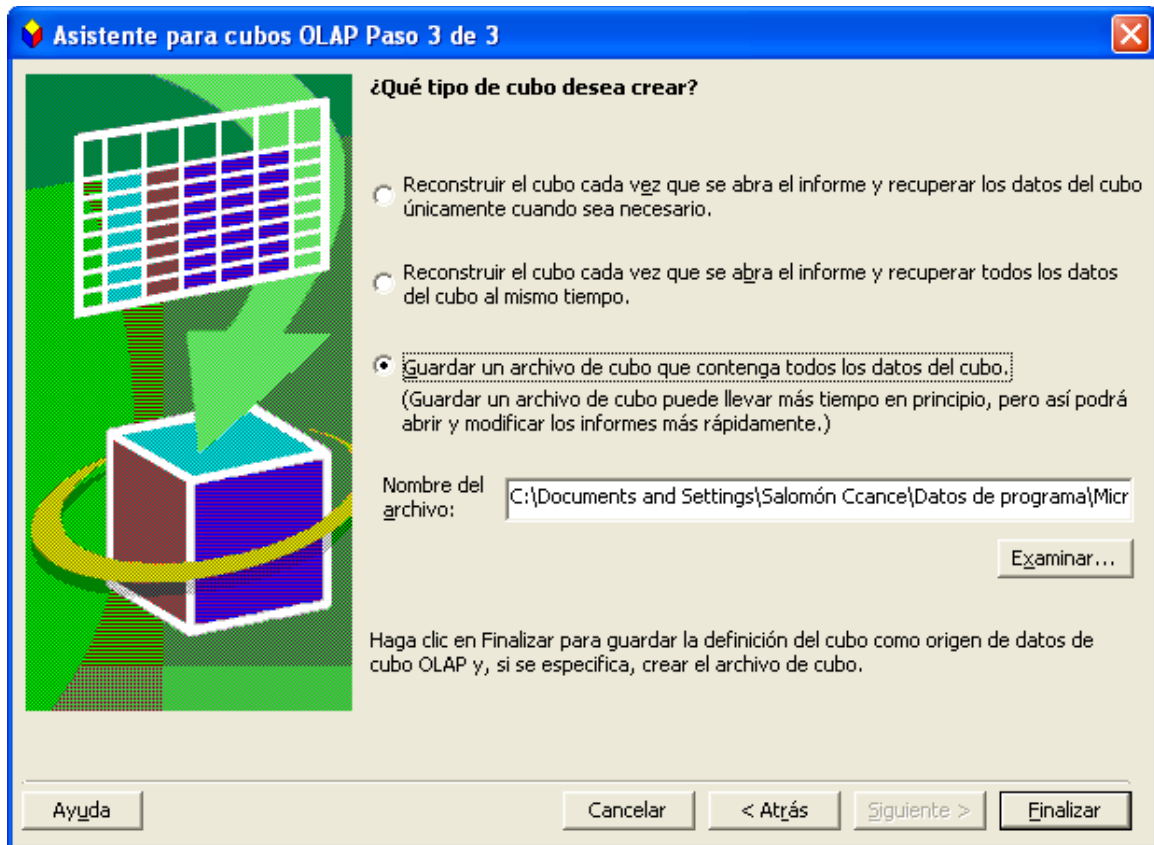 Asistente para cubos OLAP Paso 3 de 3
¿Qué tipo de cubo desea crear?
Reconstruir el cubo cada vez que se abra el informe y recuperar los datos del cubo
únicamente cuando sea necesario.
Reconstruir el cubo cada vez que se abra el informe y recuperar todos los datos
del cubo al mismo tiempo.
Guardar un archivo de cubo que contenga todos los datos del cubo.
(Guardar un archivo de cubo puede llevar más tiempo en principio, pero así podrá
abrir y modificar los informes más rápidamente.)
Nombre del
archivo:
C:\Documents and Settings\Salomón Ccance\Datos de programa\Micr
Examinar...
Haga clic en Finalizar para guardar la definición del cubo como origen de datos de
cubo OLAP y, si se especifica, crear el archivo de cubo.
Ayuda
Cancelar
< Atrás
Siguiente >
Finalizar